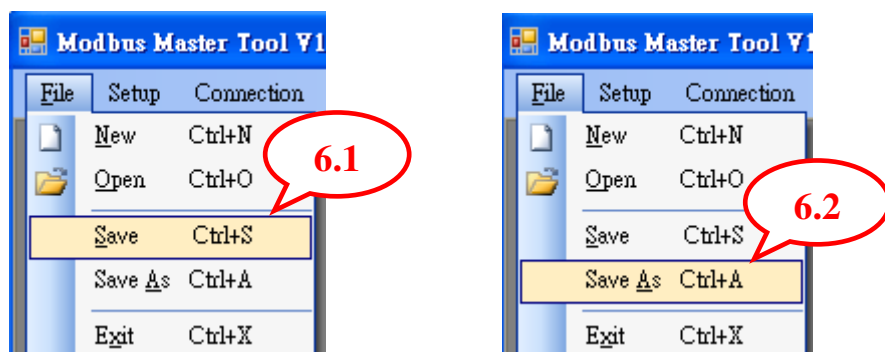 Modbus Master Tool V1
File Setup Connection
New Ctrl+N
Open Ctrl+O
6.1
Save Ctrl+S
Save As Ctrl+A
Exit Ctrl+X
Modbus Master Tool V1
File Setup Connection
New Ctrl+N
Open Ctrl+O
6.2
Save Ctrl+S
Save As Ctrl+A
Exit Ctrl+X